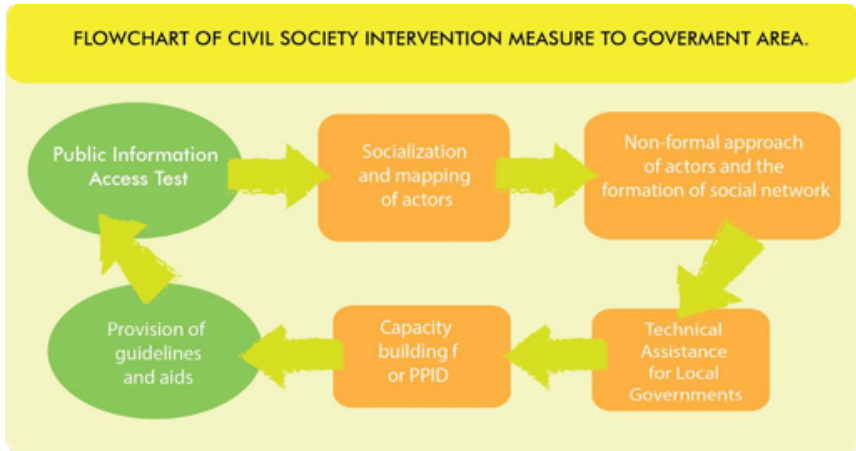 FLOWCHART OF CIVIL SOCIETY INTERVENTION MEASURE TO GOVERMENT AREA.
Public Information
Access Test
Socialization
and mapping
of actors
Non-formal approach
of actors and the
formation of social network
Technical
Assistance
for Local
Governments
Capacity
building f
or PPID
Provision of
guidelines
and aids